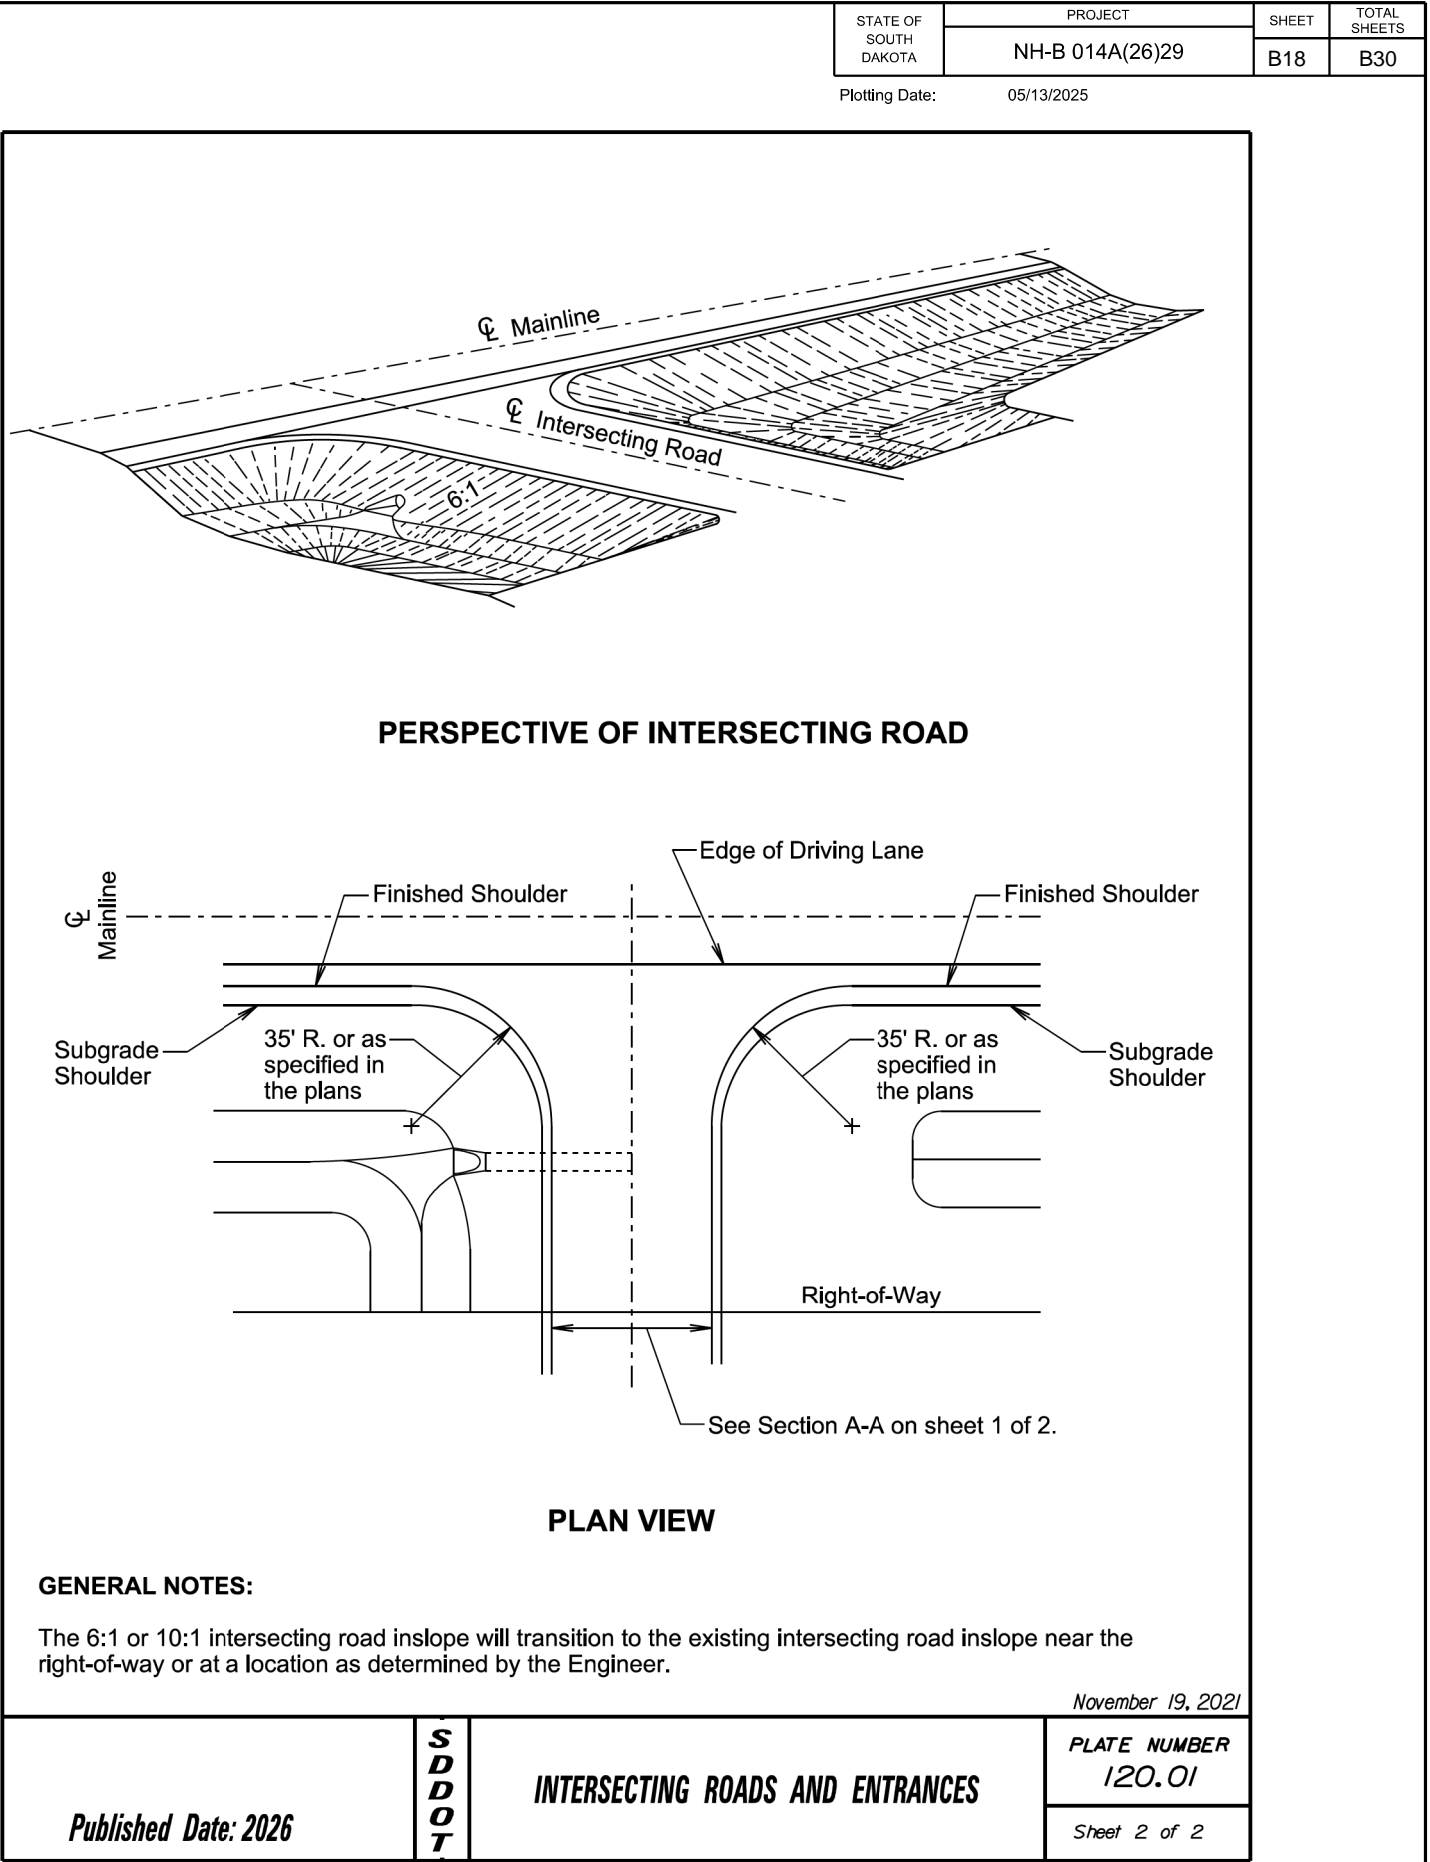 STATE OF
SOUTH
DAKOTA
PROJECT
NH-B 014A(26)29
SHEET
B18
TOTAL
SHEETS
B30
Plotting Date: 05/13/2025
℄ Mainline
℄ Intersecting Road
6:1
PERSPECTIVE OF INTERSECTING ROAD
Edge of Driving Lane
Finished Shoulder
Finished Shoulder
℄
Mainline
Subgrade
Shoulder
35' R. or as
specified in
the plans
35' R. or as
specified in
the plans
Subgrade
Shoulder
Right-of-Way
See Section A-A on sheet 1 of 2.
PLAN VIEW
GENERAL NOTES:
The 6:1 or 10:1 intersecting road inslope will transition to the existing intersecting road inslope near the
right-of-way or at a location as determined by the Engineer.
November 19, 2021
Published Date: 2026
SDDOT
INTERSECTING ROADS AND ENTRANCES
PLATE NUMBER
120.01
Sheet 2 of 2